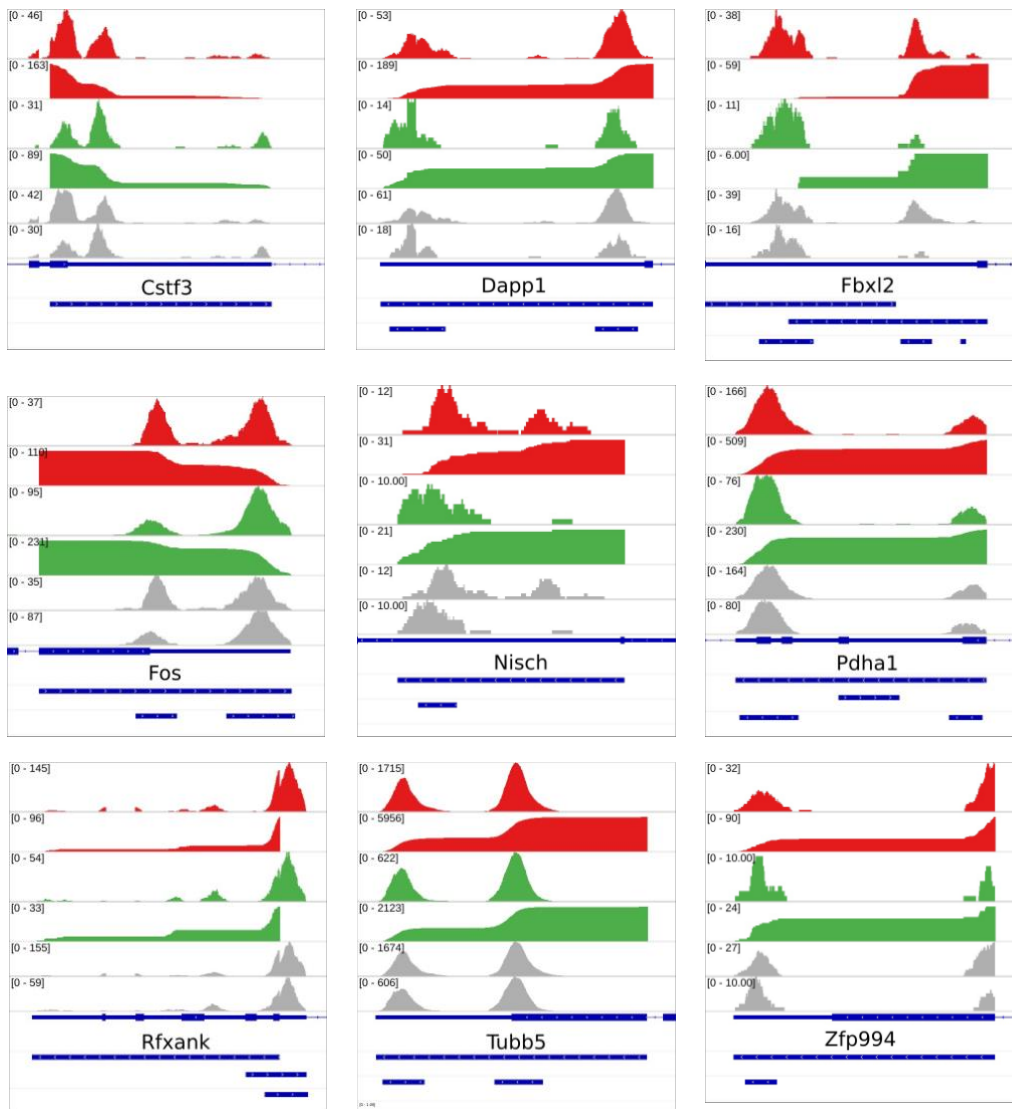 [0 - 46]
[0 - 163]
[0 - 31]
[0 - 89]
[0 - 42]
[0 - 30]
Cstf3
[0 - 53]
[0 - 189]
[0 - 14]
[0 - 50]
[0 - 61]
[0 - 18]
Dapp1
[0 - 38]
[0 - 59]
[0 - 11]
[0 - 6.00]
[0 - 39]
[0 - 16]
Fbxl2
[0 - 37]
[0 - 110]
[0 - 95]
[0 - 231]
[0 - 35]
[0 - 87]
Fos
[0 - 12]
[0 - 31]
[0 - 10.00]
[0 - 21]
[0 - 12]
[0 - 10.00]
Nisch
[0 - 166]
[0 - 509]
[0 - 76]
[0 - 230]
[0 - 164]
[0 - 80]
Pdha1
[0 - 145]
[0 - 96]
[0 - 54]
[0 - 33]
[0 - 155]
[0 - 59]
Rfxank
[0 - 1715]
[0 - 5956]
[0 - 622]
[0 - 2123]
[0 - 1674]
[0 - 606]
Tubb5
[0 - 32]
[0 - 90]
[0 - 10.00]
[0 - 24]
[0 - 27]
[0 - 10.00]
Zfp994